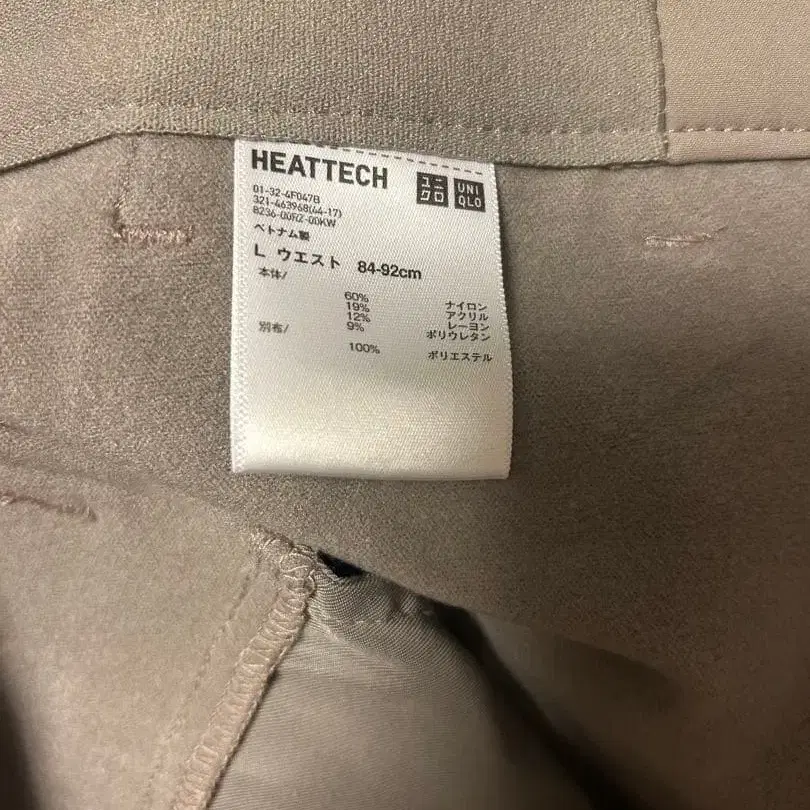 HEATTECH
ユニ
クロ
UNI
QLO
01-32-4F047B
321-463968(44-17)
8236-00RZ-00KW
ベトナム製
L ウエスト 84-92cm
本体/
60% ナイロン
19% アクリル
12% レーヨン
9% ポリウレタン
別布/
100% ポリエステル